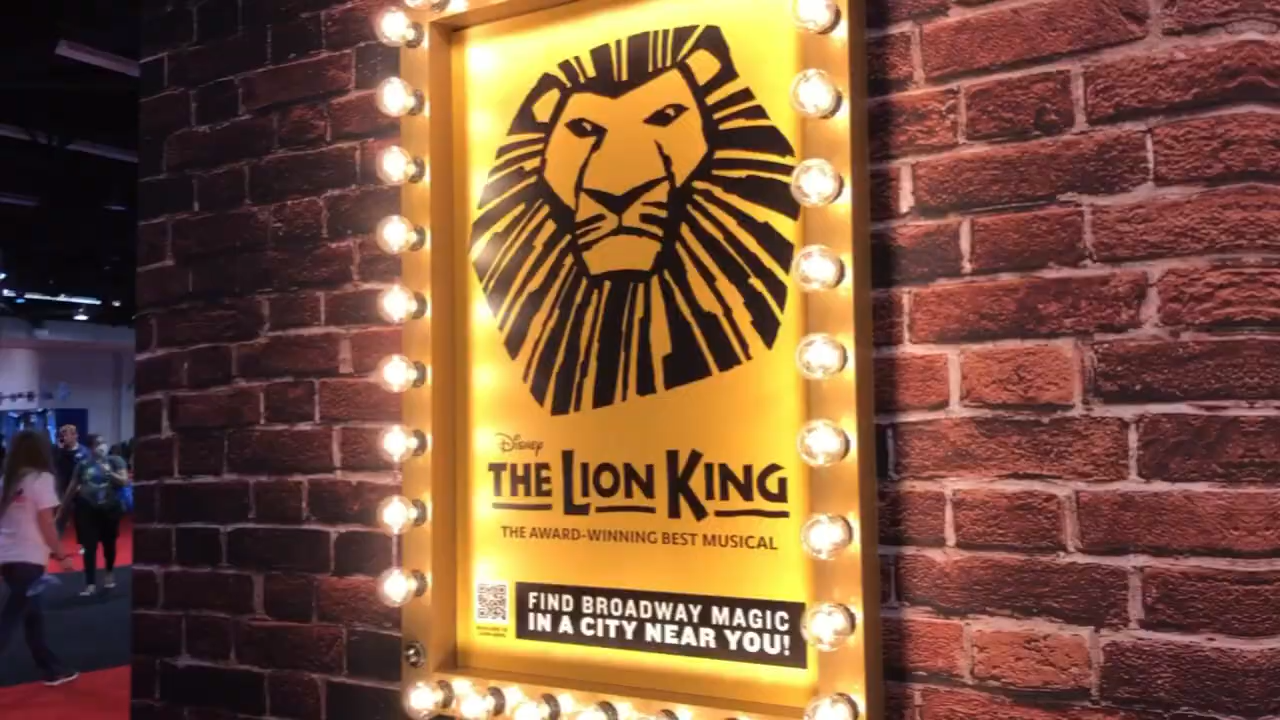 Disney
THE LION KING
THE AWARD-WINNING BEST MUSICAL
FIND BROADWAY MAGIC
IN A CITY NEAR YOU!